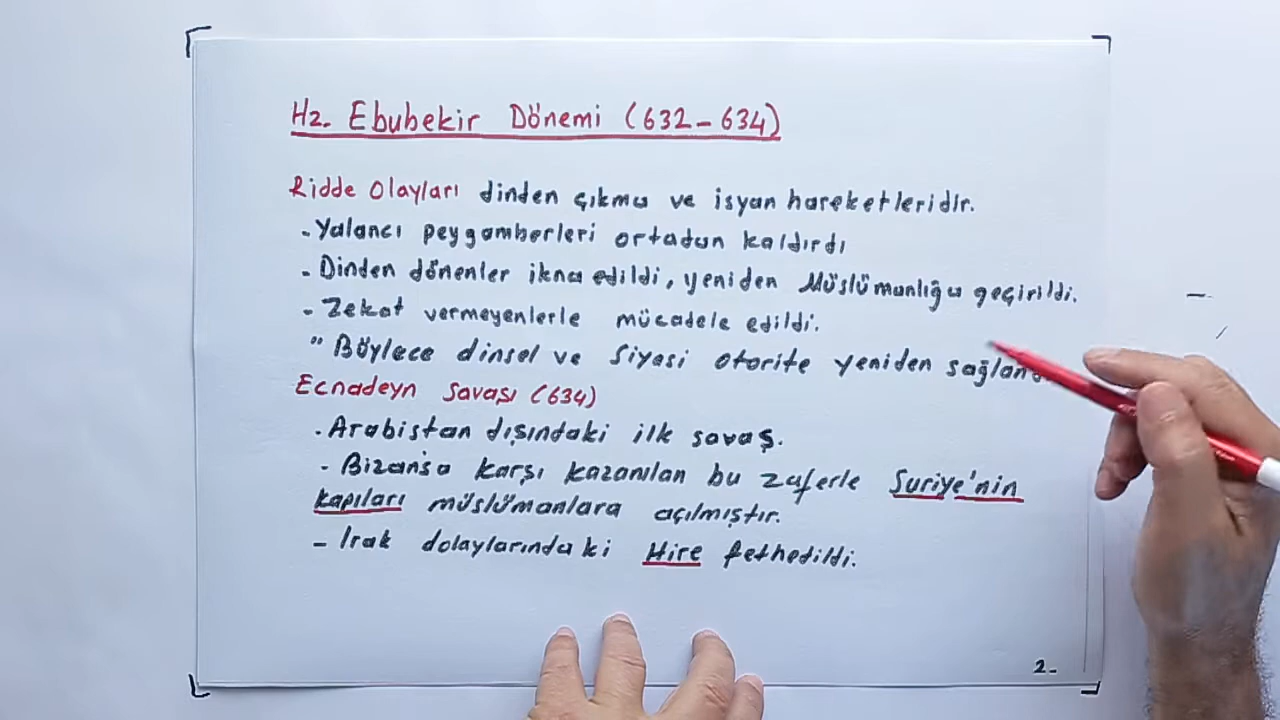 Hz. Ebubekir Dönemi (632-634)
Ridde Olayları dinden çıkma ve isyan hareketleridir.
- Yalancı peygamberleri ortadan kaldırdı
- Dinden dönenler ikna edildi, yeniden Müslümanlığa geçirildi.
- Zekat vermeyenlerle mücadele edildi.
" Böylece dinsel ve Siyasi otorite yeniden
Ecnadeyn Savaşı (634)
- Arabistan dışındaki ilk savaş.
- Bizans'a karşı kazanılan bu zaferle Suriye'nin
kapıları müslümanlara açılmıştır.
- Irak dolaylarındaki Hire fethedildi.
2-